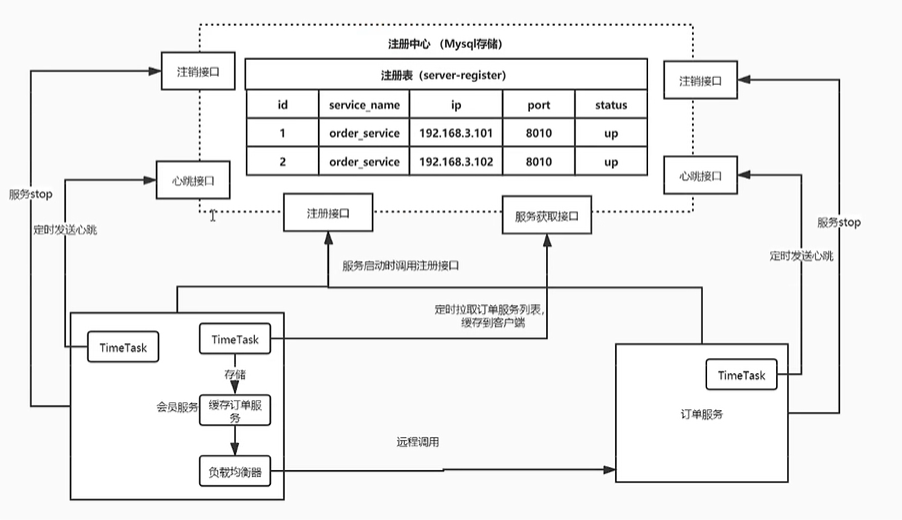 注册中心 （Mysql存储）
注销接口
注册表（server-register）
注销接口
id service_name ip port status
1 order_service 192.168.3.101 8010 up
2 order_service 192.168.3.102 8010 up
心跳接口
心跳接口
服务stop
注册接口
服务获取接口
服务stop
定时发送心跳
服务启动时调用注册接口
定时发送心跳
定时拉取订单服务列表，
缓存到客户端
TimeTask
TimeTask
存储
TimeTask
会员服务
缓存订单服
务
订单服务
远程调用
负载均衡器